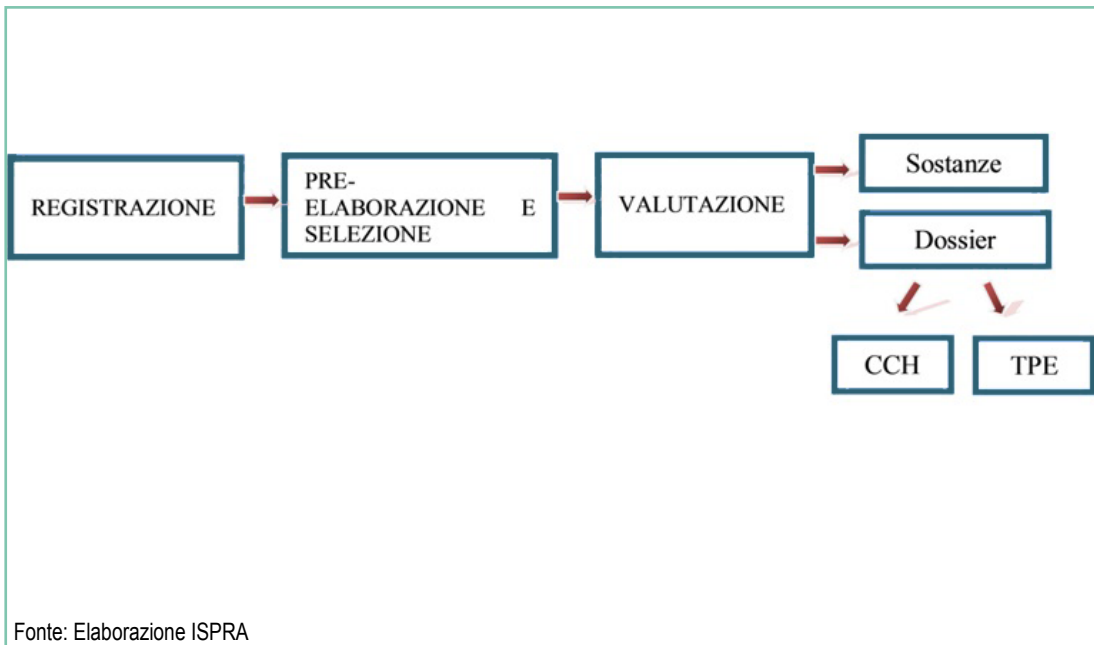 REGISTRAZIONE
PRE-
ELABORAZIONE E
SELEZIONE
VALUTAZIONE
Sostanze
Dossier
CCH
TPE
Fonte: Elaborazione ISPRA